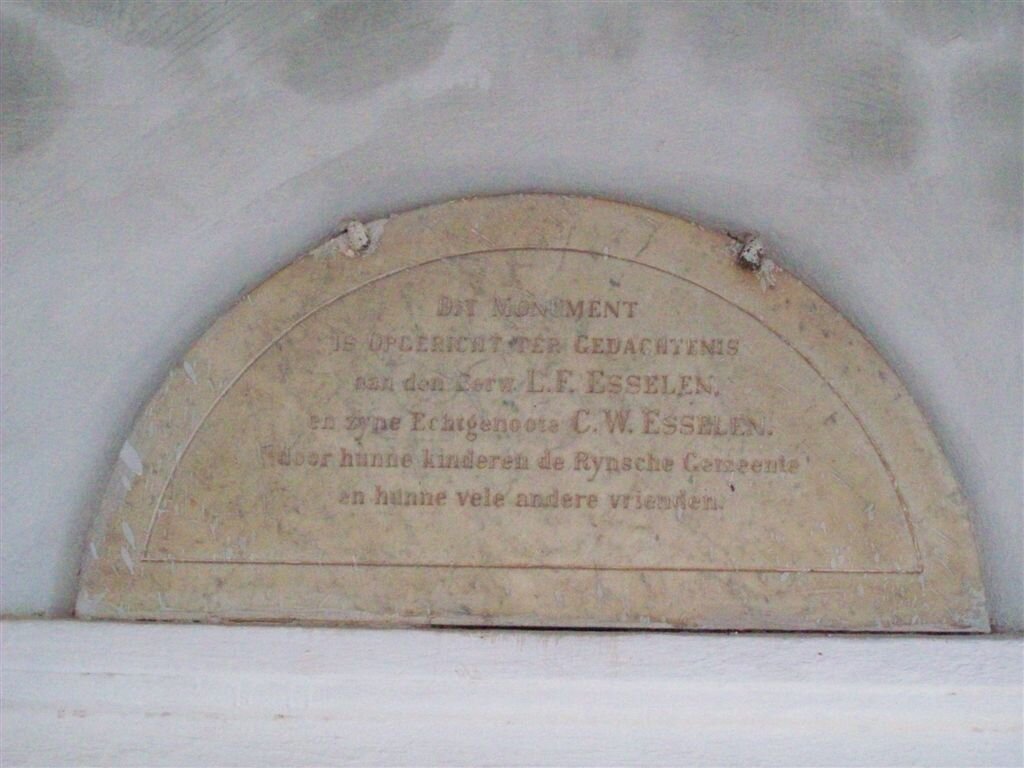 DIT MONUMENT
IS OPGERICHT TER GEDACHTENIS
aan den Eerw. L.F. ESSELEN,
en zyne Echtgenoote C.W. ESSELEN.
door hunne kinderen de Rynsche Gemeente
en hunne vele andere vrienden.